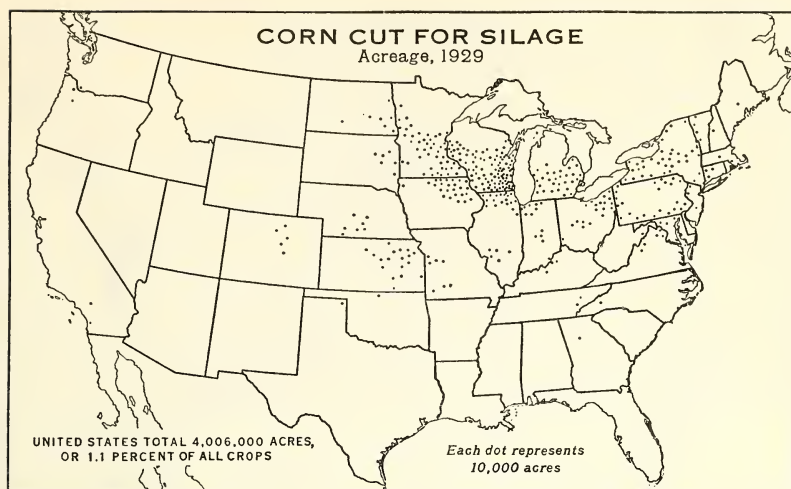 CORN CUT FOR SILAGE
Acreage, 1929
UNITED STATES TOTAL 4,006,000 ACRES,
OR 1.1 PERCENT OF ALL CROPS
Each dot represents
10,000 acres